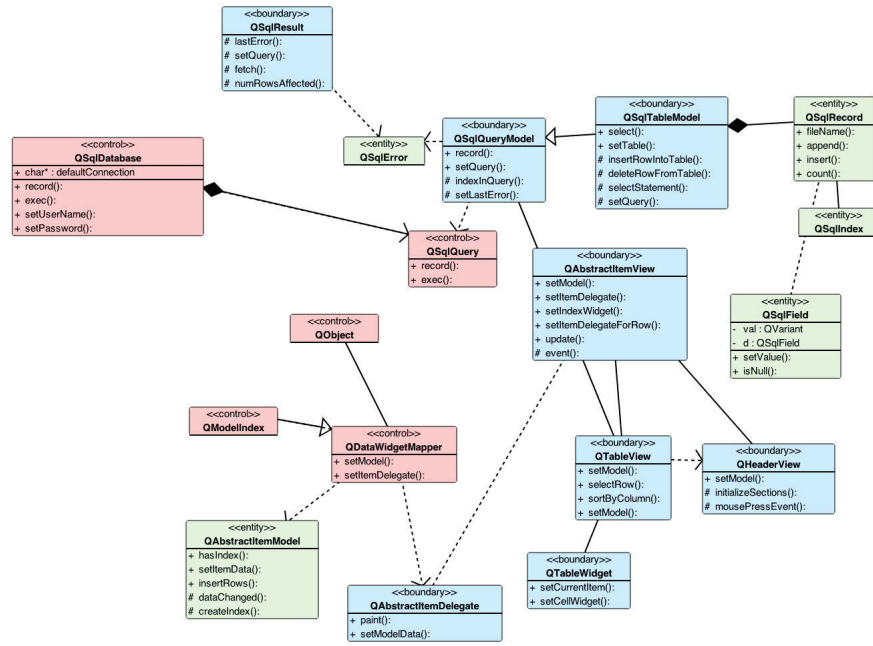 <<boundary>>
QSqlResult
# lastError():
# setQuery():
# fetch():
# numRowsAffected():
<<entity>>
QSqlError
<<boundary>>
QSqlQueryModel
+ record():
+ setQuery():
# indexInQuery():
# setLastError():
<<boundary>>
QSqlTableModel
+ select():
+ setTable():
# insertRowIntoTable():
# deleteRowFromTable():
# selectStatement():
# setQuery():
<<entity>>
QSqlRecord
+ fileName():
+ append():
+ insert():
+ count():
<<control>>
QSqlDatabase
+ char* : defaultConnection
+ record():
+ exec():
+ setUserName():
+ setPassword():
<<entity>>
QSqlIndex
<<control>>
QSqlQuery
+ record():
+ exec():
<<boundary>>
QAbstractItemView
+ setModel():
+ setItemDelegate():
+ setIndexWidget():
+ setItemDelegateForRow():
+ update():
# event():
<<entity>>
QSqlField
- val : QVariant
- d : QSqlField
+ setValue():
+ isNull():
<<control>>
QObject
<<control>>
QModelIndex
<<control>>
QDataWidgetMapper
+ setModel():
+ setItemDelegate():
<<boundary>>
QTableView
+ setModel():
+ selectRow():
+ sortByColumn():
+ setModel():
<<boundary>>
QHeaderView
+ setModel():
# initializeSections():
# mousePressEvent():
<<entity>>
QAbstractItemModel
+ hasIndex():
+ setItemData():
+ insertRows():
# dataChanged():
# createIndex():
<<boundary>>
QTableWidget
+ setCurrentItem():
+ setCellWidget():
<<boundary>>
QAbstractItemDelegate
+ paint():
+ setModelData():